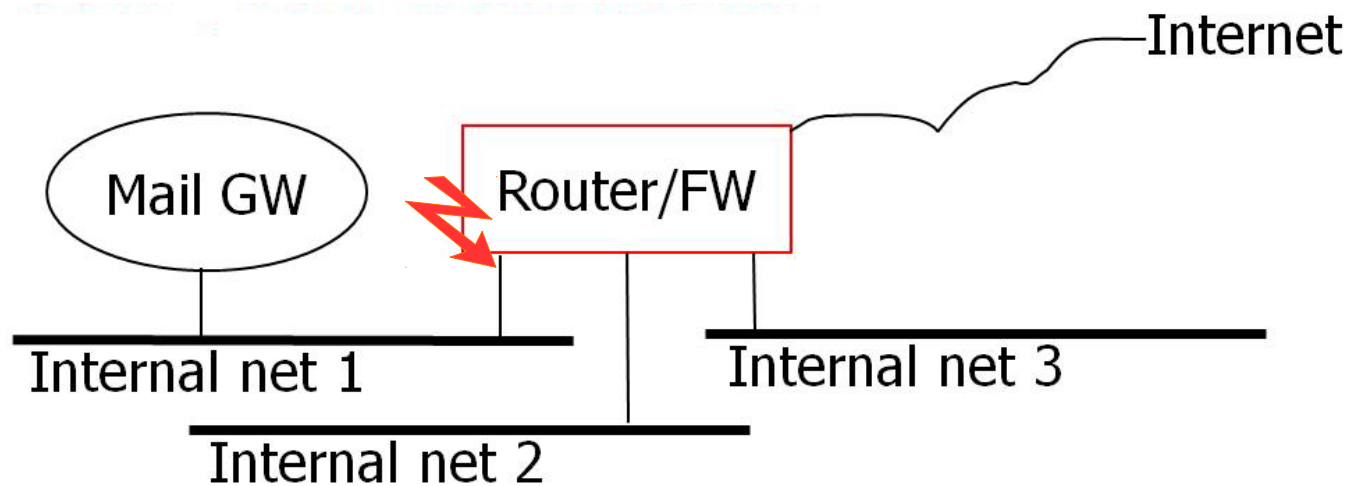 Internet
Mail GW
Router/FW
Internal net 1
Internal net 3
Internal net 2